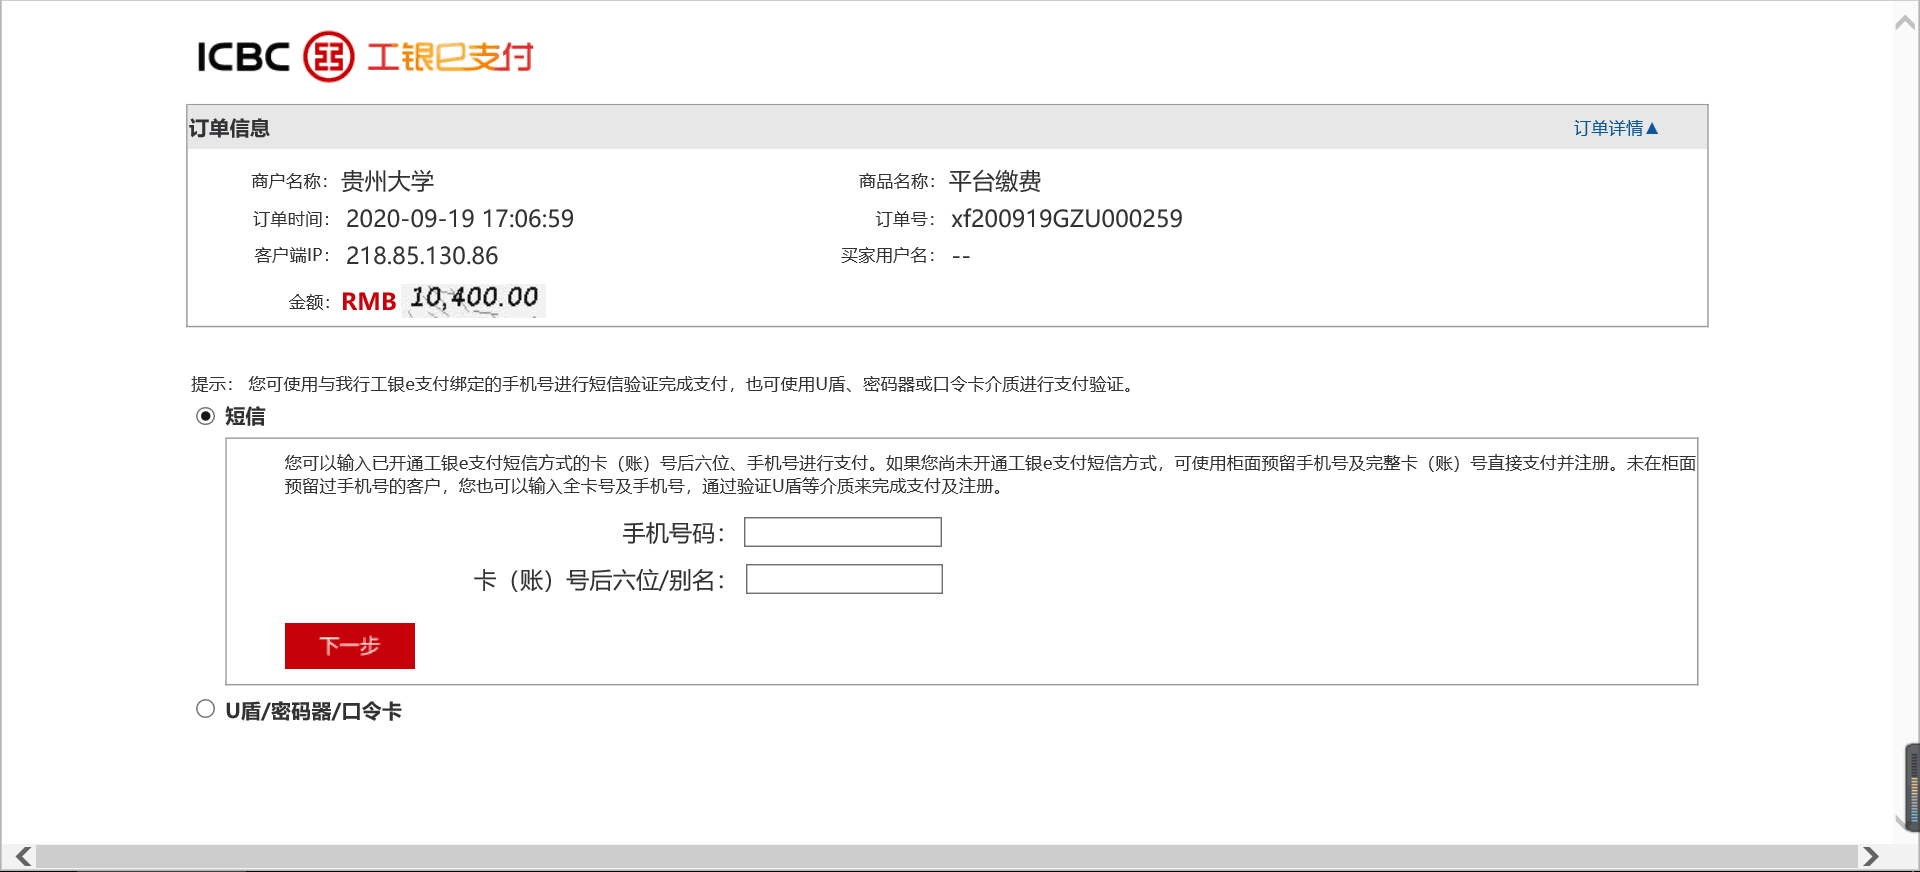 ICBC 工银e支付
订单信息 订单详情▲
商户名称： 贵州大学 商品名称： 平台缴费
订单时间： 2020-09-19 17:06:59 订单号： xf200919GZU000259
客户端IP： 218.85.130.86 买家用户名： --
金额： RMB 10,400.00
提示： 您可使用与我行工银e支付绑定的手机号进行短信验证完成支付，也可使用U盾、密码器或口令卡介质进行支付验证。
短信
您可以输入已开通工银e支付短信方式的卡（账）号后六位、手机号进行支付。如果您尚未开通工银e支付短信方式，可使用柜面预留手机号及完整卡（账）号直接支付并注册。未在柜面
预留过手机号的客户，您也可以输入全卡号及手机号，通过验证U盾等介质来完成支付及注册。
手机号码：
卡（账）号后六位/别名：
下一步
U盾/密码器/口令卡